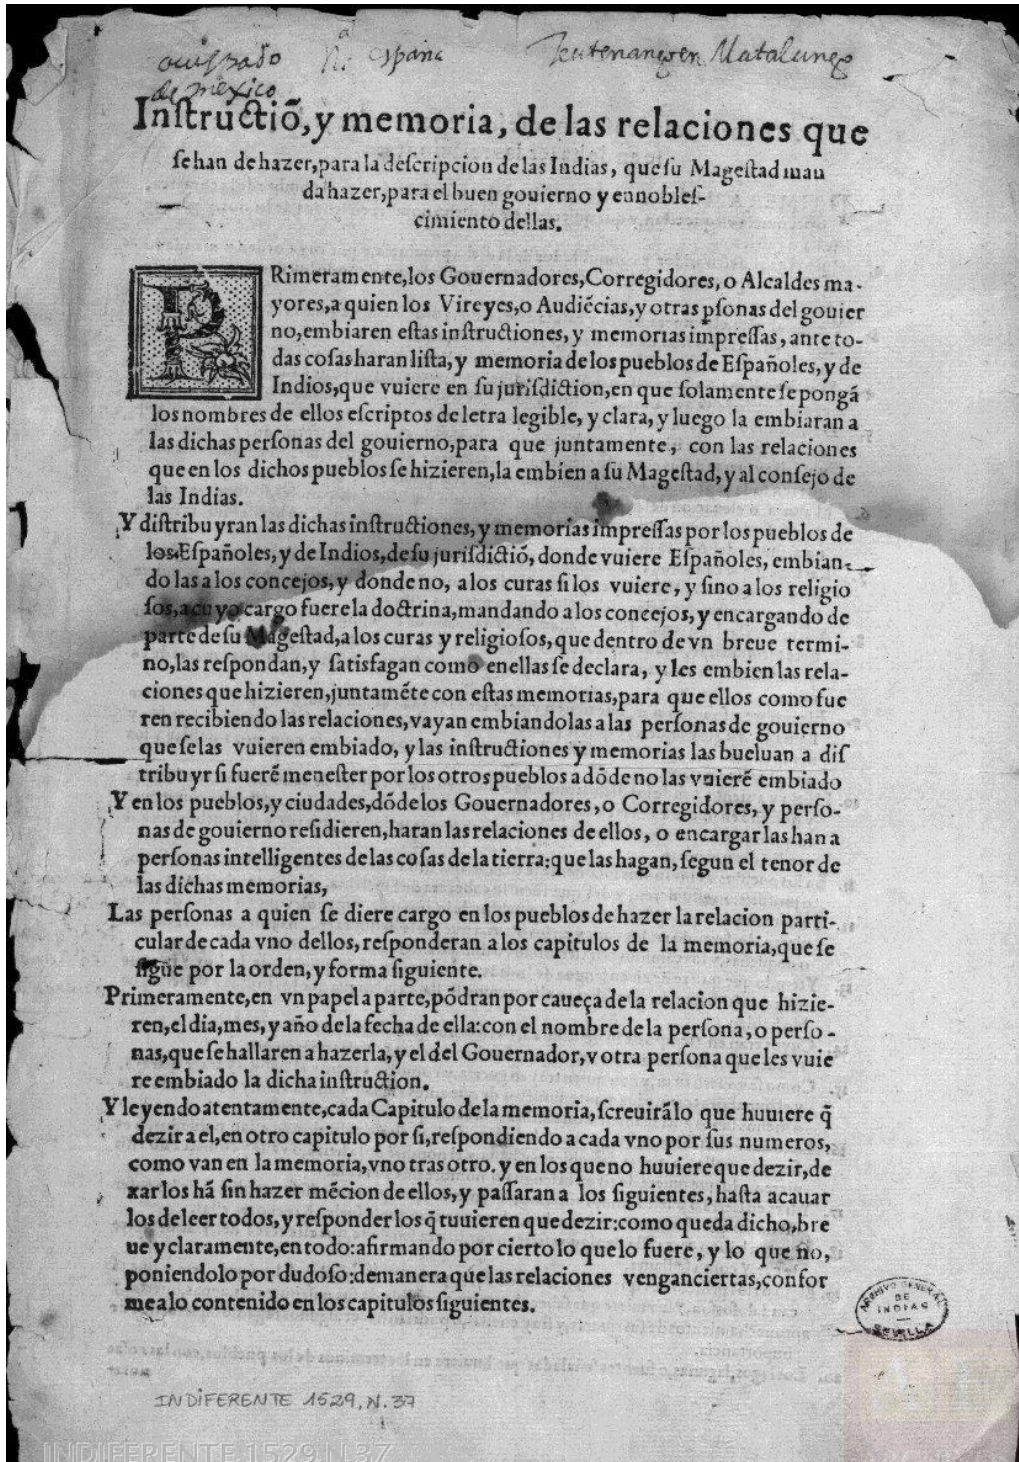 arçobispado
de mexico
Nᵃ españa
Teutenango en Matalzingo
Instructiõ, y memoria, de las relaciones que
se han de hazer, para la descripcion de las Indias, que su Magestad man
da hazer, para el buen gouierno y ennobles-
cimiento dellas.
PRimeramente, los Gouernadores, Corregidores, o Alcaldes ma-
yores, a quien los Vireyes, o Audiẽcias, y otras ꝑsonas del gouier
no, embiaren estas instructiones, y memorias impressas, ante to-
das cosas haran lista, y memoria de los pueblos de Españoles, y de
Indios, que vuiere en su jurisdiction, en que solamente se pongã
los nombres de ellos escriptos de letra legible, y clara, y luego la embiaran a
las dichas personas del gouierno, para que juntamente, con las relaciones
que en los dichos pueblos se hizieren, la embien a su Magestad, y al consejo de
las Indias.
Y distribuyran las dichas instructiones, y memorias impressas por los pueblos de
los Españoles, y de Indios, de su jurisdictiõ, donde vuiere Españoles, embian-
do las a los concejos, y donde no, a los curas si los vuiere, y sino a los religio
sos, a cuyo cargo fuere la doctrina, mandando a los concejos, y encargando de
parte de su Magestad, a los curas y religiosos, que dentro de vn breue termi-
no, las respondan, y satisfagan como en ellas se declara, y les embien las rela-
ciones que hizieren, juntamẽte con estas memorias, para que ellos como fue
ren recibiendo las relaciones, vayan embiandolas a las personas de gouierno
que se las vuieren embiado, y las instructiones y memorias las bueluan a dis
tribuyr si fuerẽ menester por los otros pueblos a dõde no las vuierẽ embiado
Y en los pueblos, y ciudades, dõde los Gouernadores, o Corregidores, y perso-
nas de gouierno residieren, haran las relaciones de ellos, o encargar las han a
personas intelligentes de las cosas de la tierra: que las hagan, segun el tenor de
las dichas memorias,
Las personas a quien se diere cargo en los pueblos de hazer la relacion parti-
cular de cada vno dellos, responderan a los capitulos de la memoria, que se
sigue por la orden, y forma siguiente.
Primeramente, en vn papel a parte, põdran por caueça de la relacion que hizie-
ren, el dia, mes, y año de la fecha de ella: con el nombre de la persona, o perso-
nas, que se hallaren a hazerla, y el del Gouernador, v otra persona que les vuie
re embiado la dicha instruction.
Y leyendo atentamente, cada Capitulo de la memoria, screuirã lo que huuiere q̃
dezir a el, en otro capitulo por si, respondiendo a cada vno por sus numeros,
como van en la memoria, vno tras otro. y en los que no huuiere que dezir, de
xar los hã sin hazer mẽcion de ellos, y passaran a los siguientes, hasta acauar
los de leer todos, y responder los q̃ tuuieren que dezir: como queda dicho, bre
ue y claramente, en todo: afirmando por cierto lo que lo fuere, y lo que no,
poniendolo por dudoso: de manera que las relaciones vengan ciertas, confor
me a lo contenido en los capitulos siguientes.
ARCHIVO GENERAL
DE
INDIAS
SEVILLA
INDIFERENTE 1529, N. 37
INDIFERENTE,1529,N.37